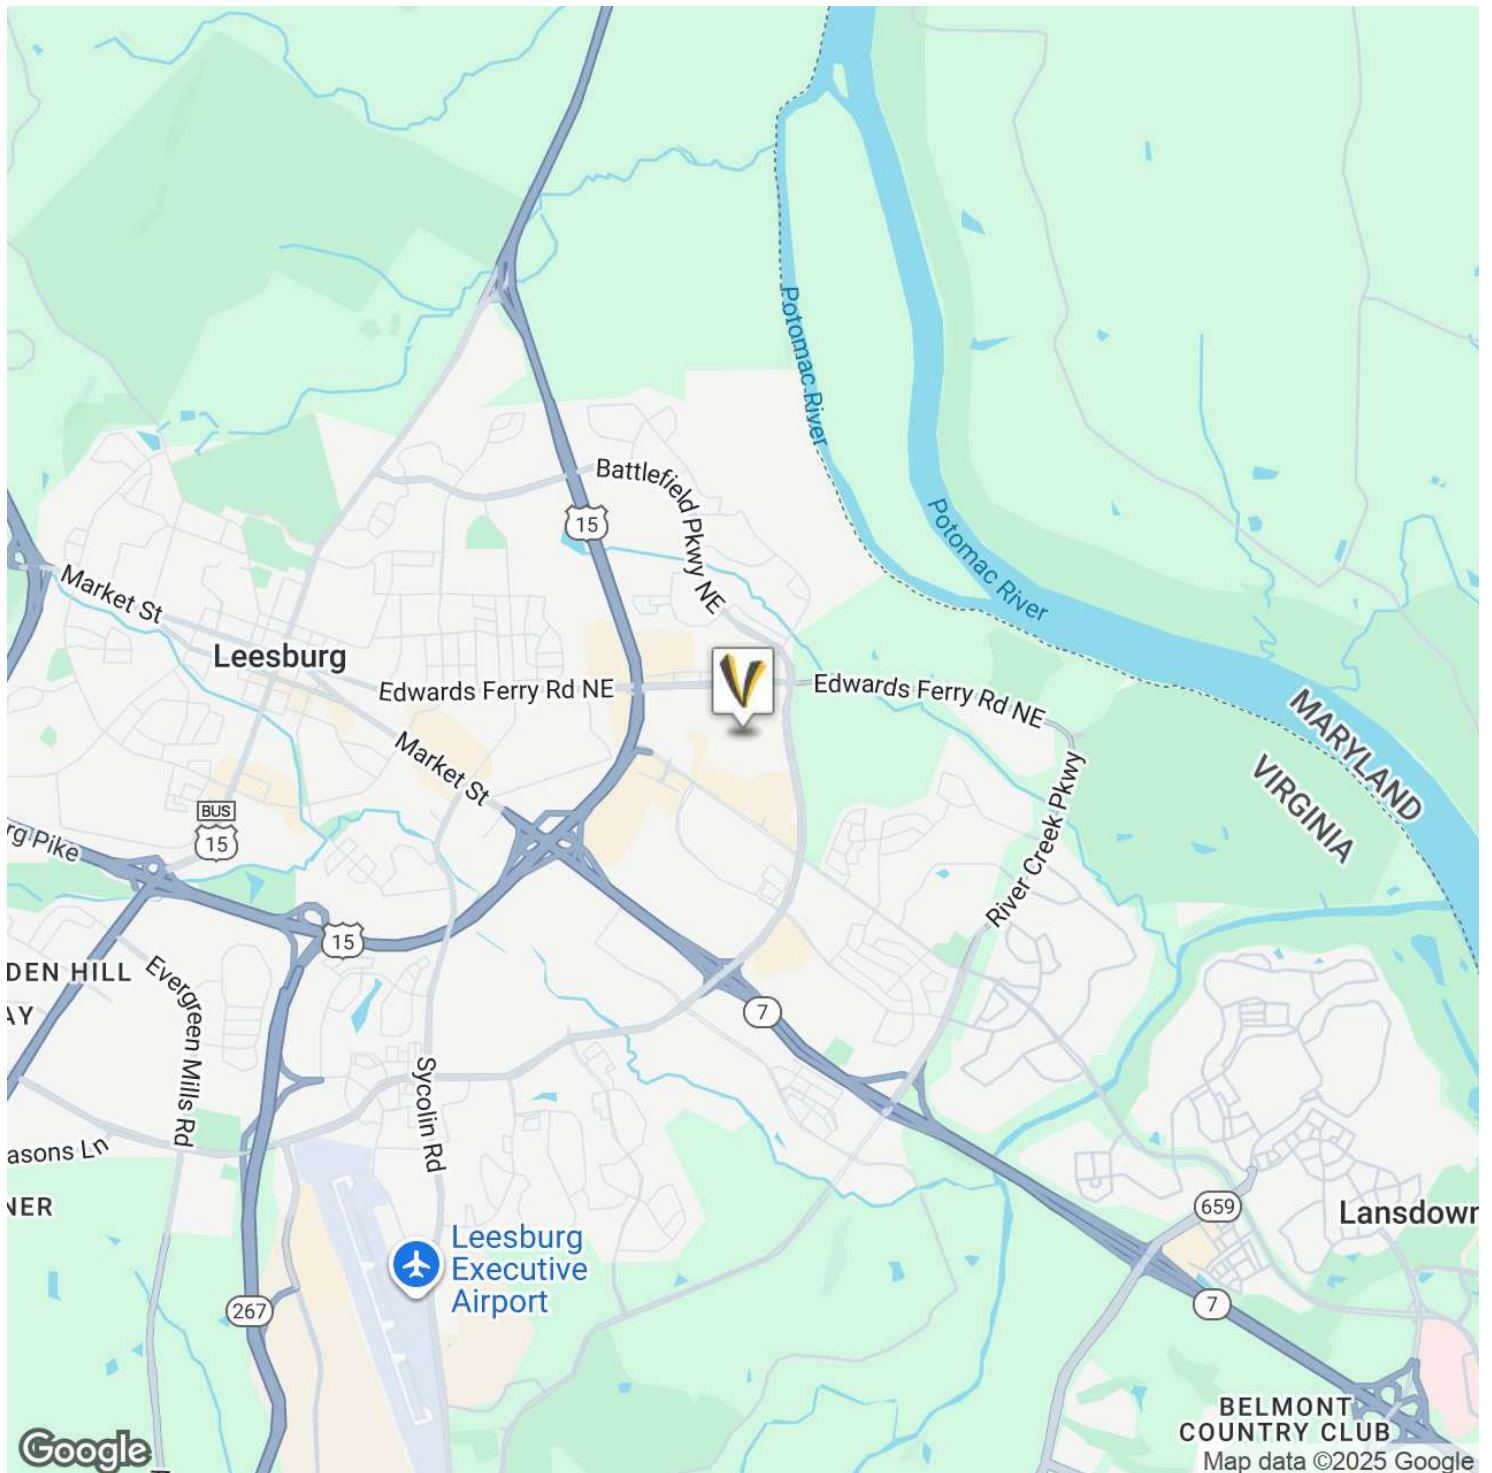 Potomac River
Battlefield Pkwy NE
15
Potomac River
Market St
Leesburg
Edwards Ferry Rd NE
Edwards Ferry Rd NE
MARYLAND
VIRGINIA
Market St
River Creek Pkwy
BUS
15
rg Pike
15
DEN HILL
AY
Evergreen Mills Rd
7
Sycolin Rd
asons Ln
NER
659
Lansdown
Leesburg
Executive
Airport
267
7
BELMONT
COUNTRY CLUB
Google
Map data ©2025 Google